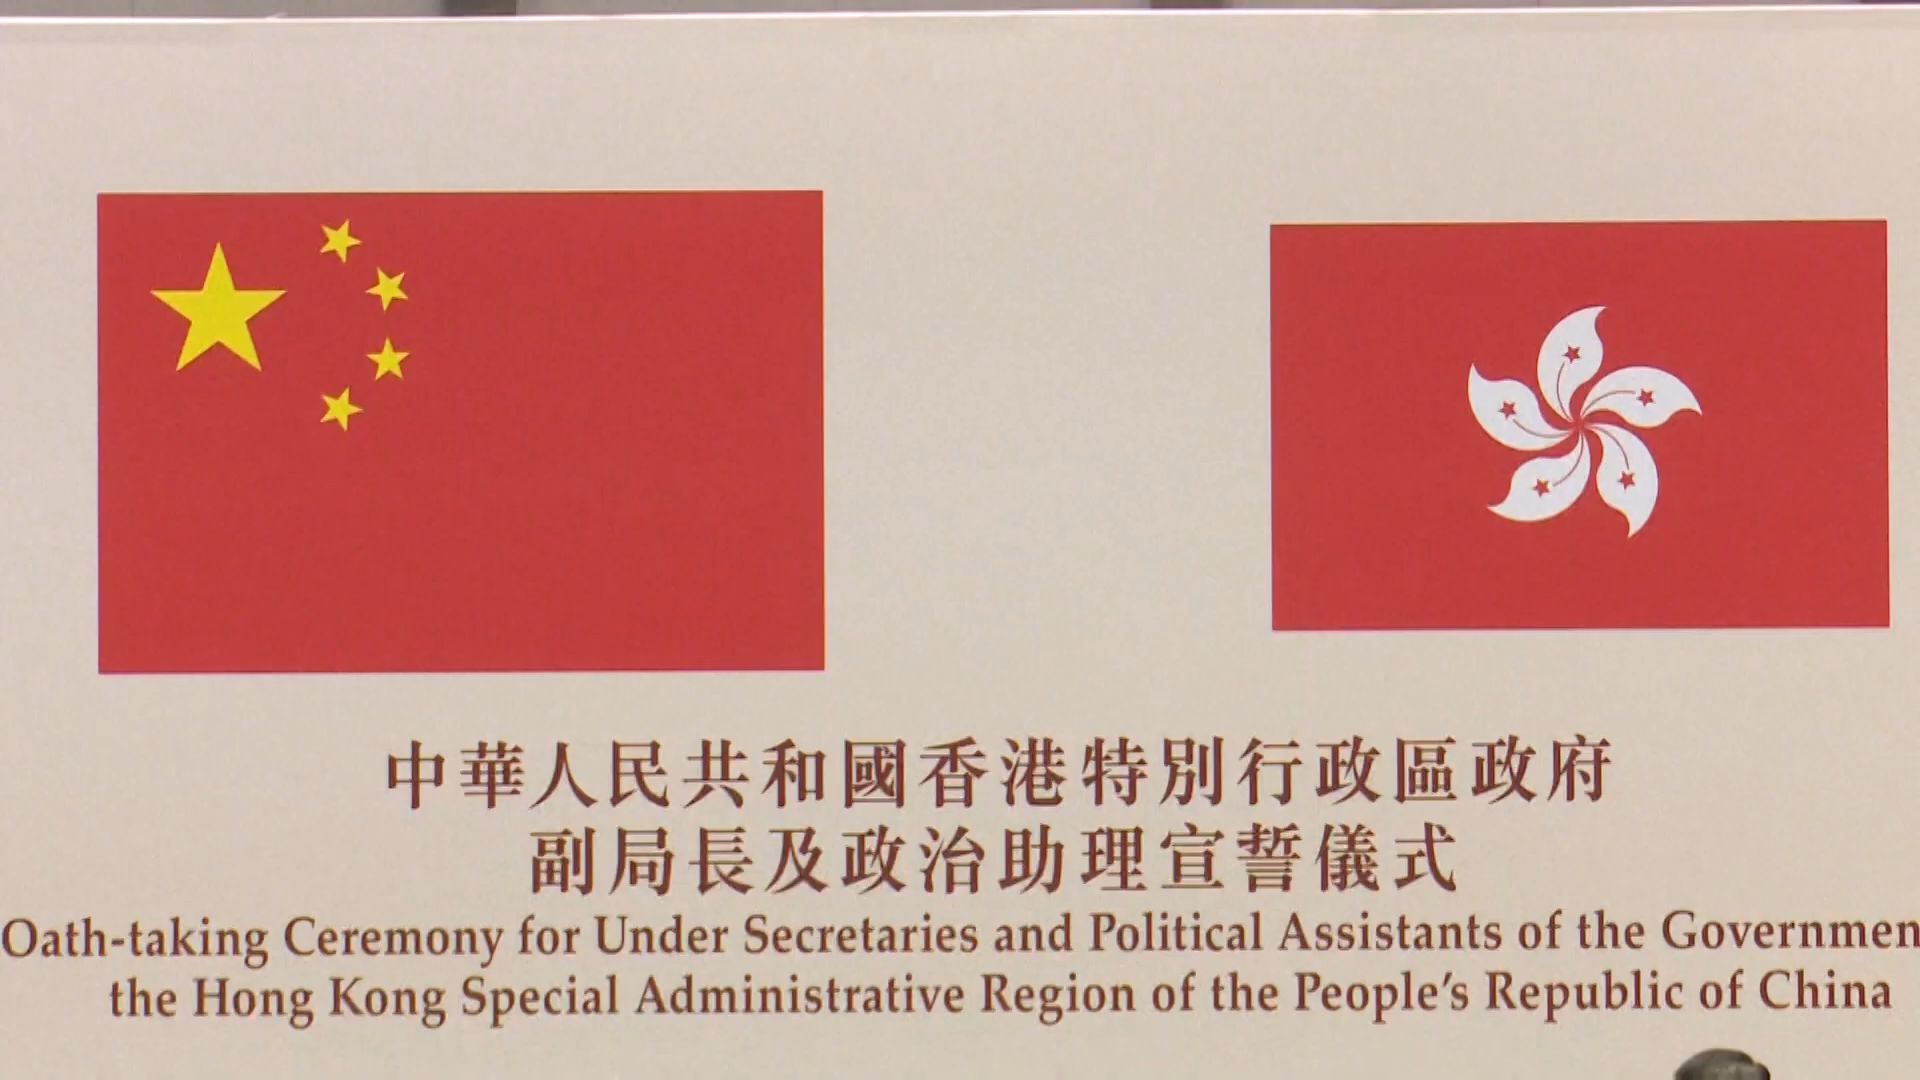 中華人民共和國香港特別行政區政府
副局長及政治助理宣誓儀式
Oath-taking Ceremony for Under Secretaries and Political Assistants of the Governmen
the Hong Kong Special Administrative Region of the People's Republic of China